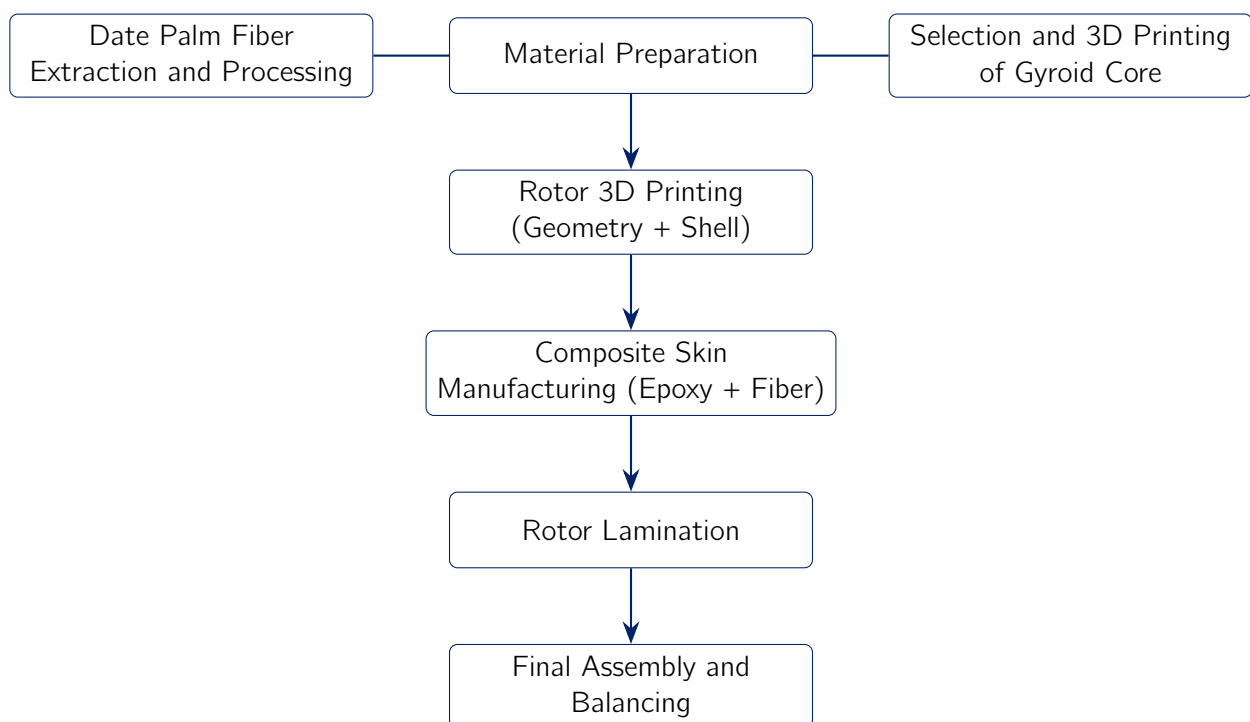 Date Palm Fiber
Extraction and Processing
Material Preparation
Selection and 3D Printing
of Gyroid Core
Rotor 3D Printing
(Geometry + Shell)
Composite Skin
Manufacturing (Epoxy + Fiber)
Rotor Lamination
Final Assembly and
Balancing